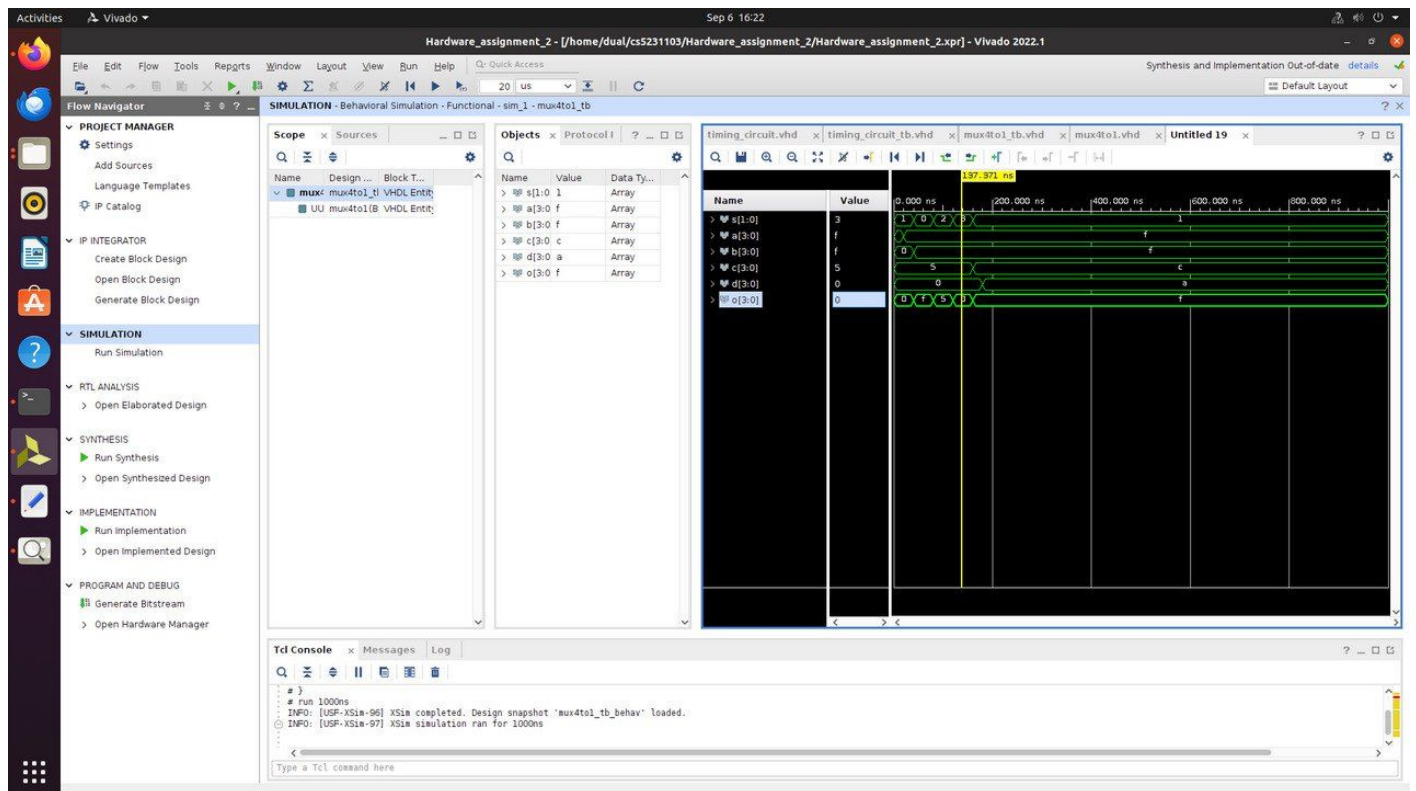 Activities Vivado Sep 6 16:22
Hardware_assignment_2 - [/home/dual/cs5231103/Hardware_assignment_2/Hardware_assignment_2.xpr] - Vivado 2022.1
File Edit Flow Tools Reports Window Layout View Run Help Quick Access Synthesis and Implementation Out-of-date details
20 us Default Layout
Flow Navigator SIMULATION - Behavioral Simulation - Functional - sim_1 - mux4to1_tb
PROJECT MANAGER
Settings
Add Sources
Language Templates
IP Catalog
IP INTEGRATOR
Create Block Design
Open Block Design
Generate Block Design
SIMULATION
Run Simulation
RTL ANALYSIS
Open Elaborated Design
SYNTHESIS
Run Synthesis
Open Synthesized Design
IMPLEMENTATION
Run Implementation
Open Implemented Design
PROGRAM AND DEBUG
Generate Bitstream
Open Hardware Manager
Scope Sources
Name Design ... Block T...
mux4 mux4to1_tl VHDL Entity
UU mux4to1(B VHDL Entity
Objects Protocol I
Name Value Data Ty...
s[1:0 1 Array
a[3:0 f Array
b[3:0 f Array
c[3:0 c Array
d[3:0 a Array
o[3:0 f Array
timing_circuit.vhd timing_circuit_tb.vhd mux4to1_tb.vhd mux4to1.vhd Untitled 19
137.371 ns
Name Value 0.000 ns 200.000 ns 400.000 ns 600.000 ns 800.000 ns
s[1:0] 3 1 0 2 3 1
a[3:0] f f
b[3:0] f 0 f
c[3:0] 5 5 c
d[3:0] 0 0 a
o[3:0] 0 0 f 5 0 f
Tcl Console Messages Log
# }
# run 1000ns
INFO: [USF-XSim-96] XSim completed. Design snapshot 'mux4to1_tb_behav' loaded.
INFO: [USF-XSim-97] XSim simulation ran for 1000ns
Type a Tcl command here